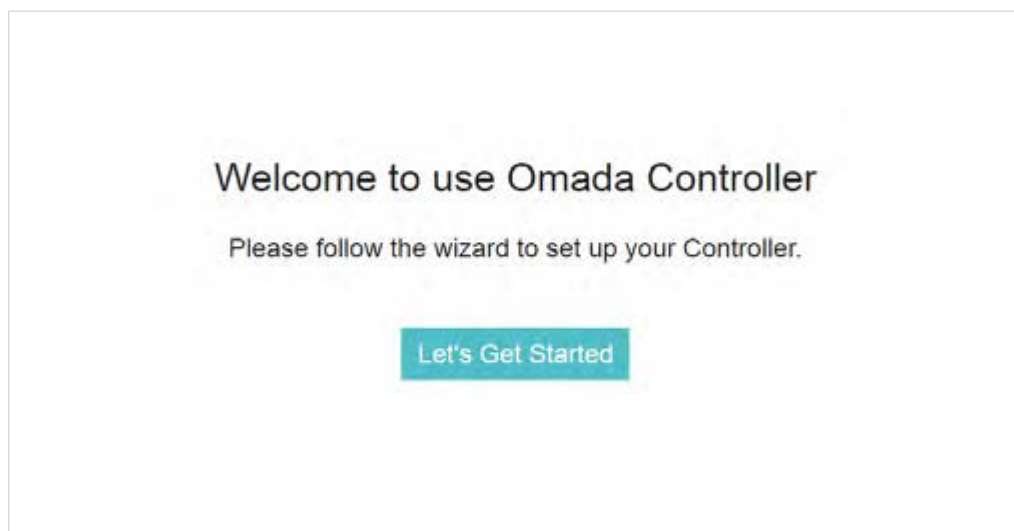 Welcome to use Omada Controller
Please follow the wizard to set up your Controller.
Let's Get Started